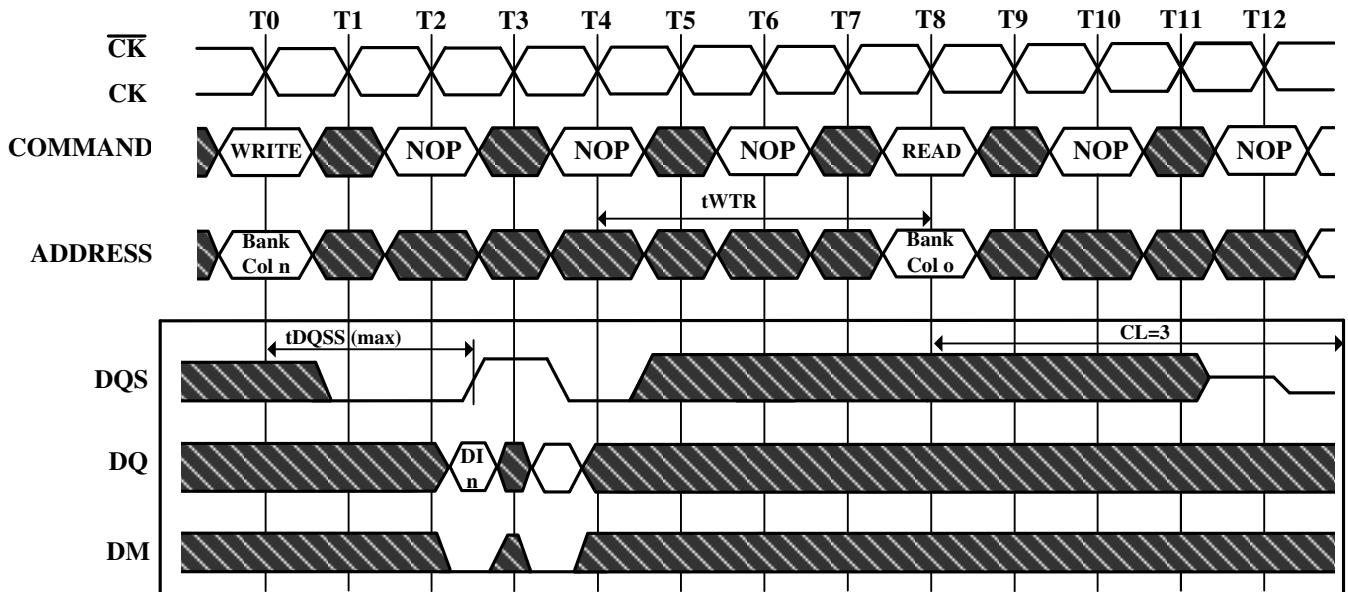 T0 T1 T2 T3 T4 T5 T6 T7 T8 T9 T10 T11 T12
CK
CK
COMMAND WRITE NOP NOP NOP READ NOP NOP
tWTR
ADDRESS Bank Col n Bank Col o
tDQSS (max) CL=3
DQS
DQ DI n
DM